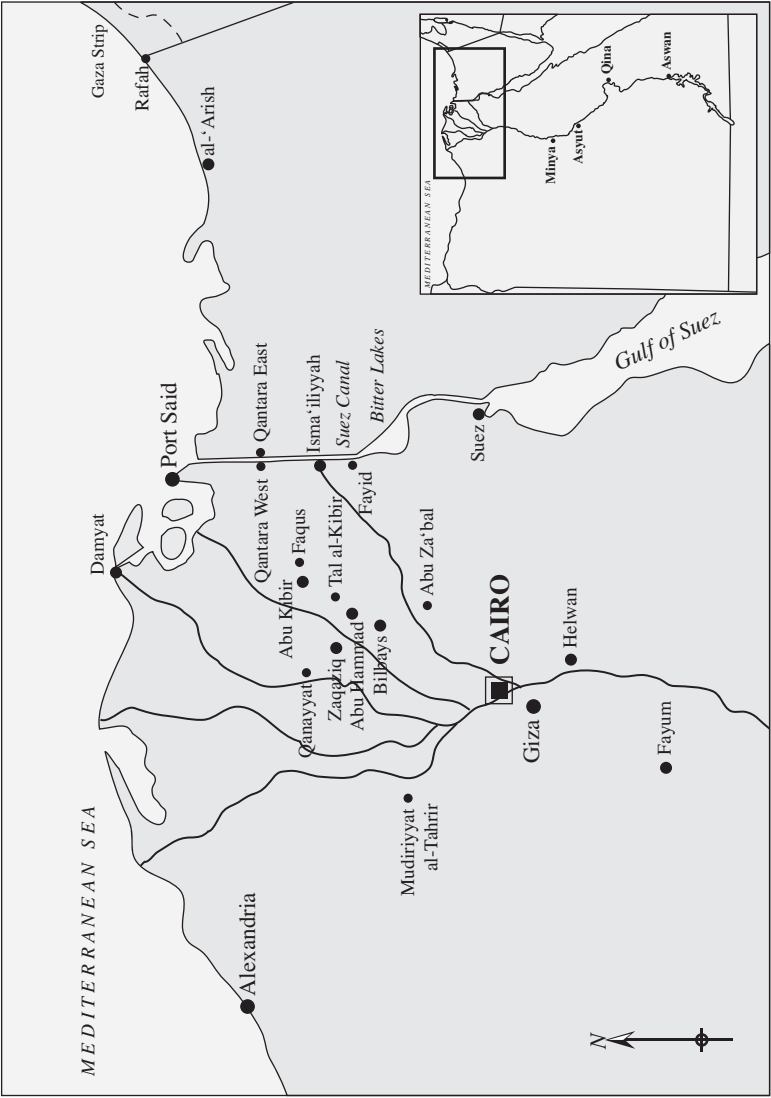 MEDITERRANEAN SEA
Gaza Strip
Rafah
al-‘Arish
Port Said
Damyat
Alexandria
Qantara East
Qantara West
Isma‘iliyyah
Suez Canal
Bitter Lakes
Fayid
Suez
Gulf of Suez
Faqus
Abu Kibir
Tal al-Kibir
Abu Hammad
Zaqaziq
Qanayyat
Bilbays
Abu Za‘bal
CAIRO
Giza
Helwan
Fayum
Mudiriyyat
al-Tahrir
N
MEDITERRANEAN SEA
Minya
Asyut
Qina
Aswan